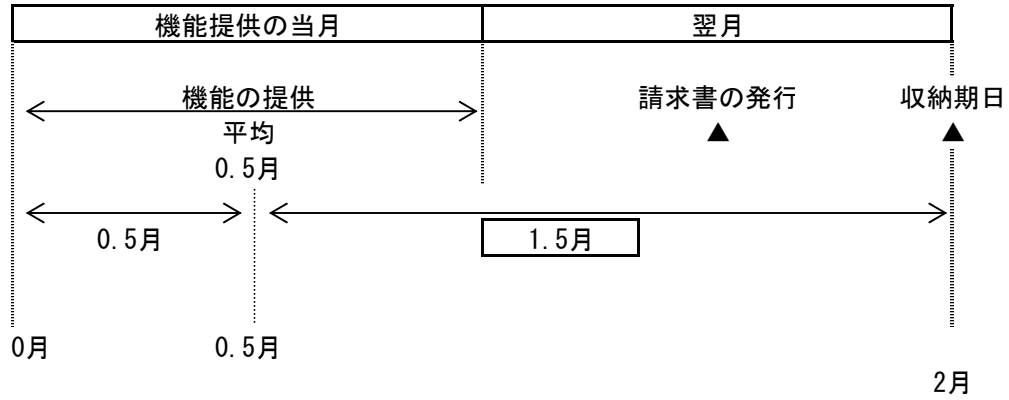 機能提供の当月 翌月
機能の提供 請求書の発行 収納期日
平均 ▲ ▲
0.5月
0.5月 1.5月
0月 0.5月
2月